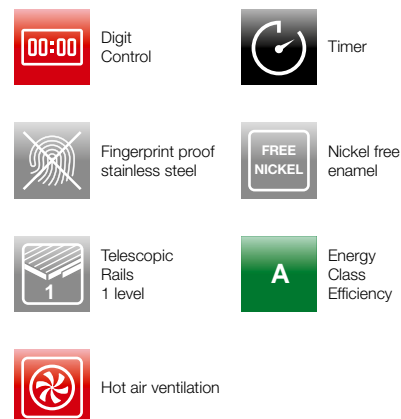 00:00
Digit
Control
Timer
Fingerprint proof
stainless steel
FREE
NICKEL
Nickel free
enamel
1
Telescopic
Rails
1 level
A
Energy
Class
Efficiency
Hot air ventilation